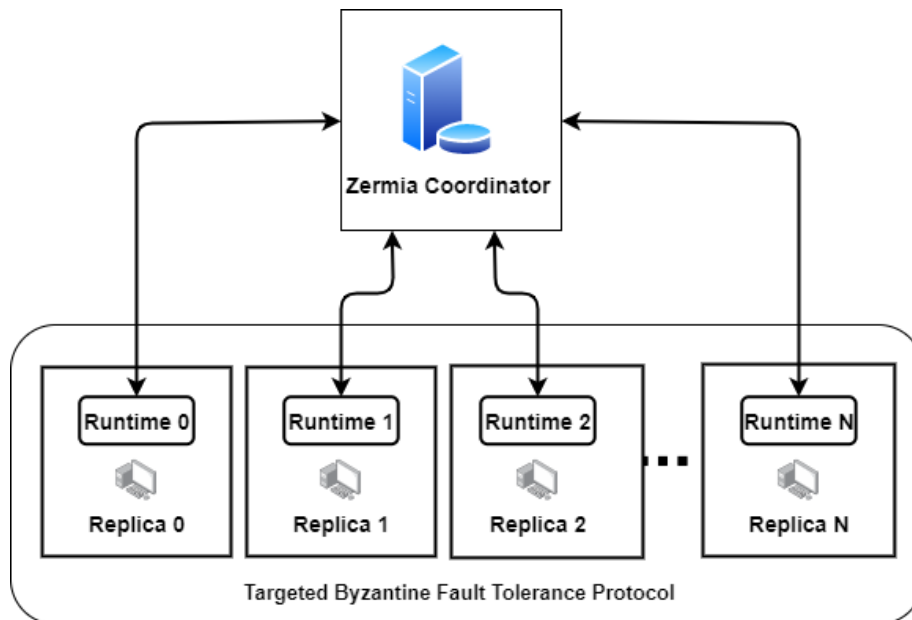 Zermia Coordinator
Runtime 0
Runtime 1
Runtime 2
Runtime N
Replica 0
Replica 1
Replica 2
Replica N
Targeted Byzantine Fault Tolerance Protocol